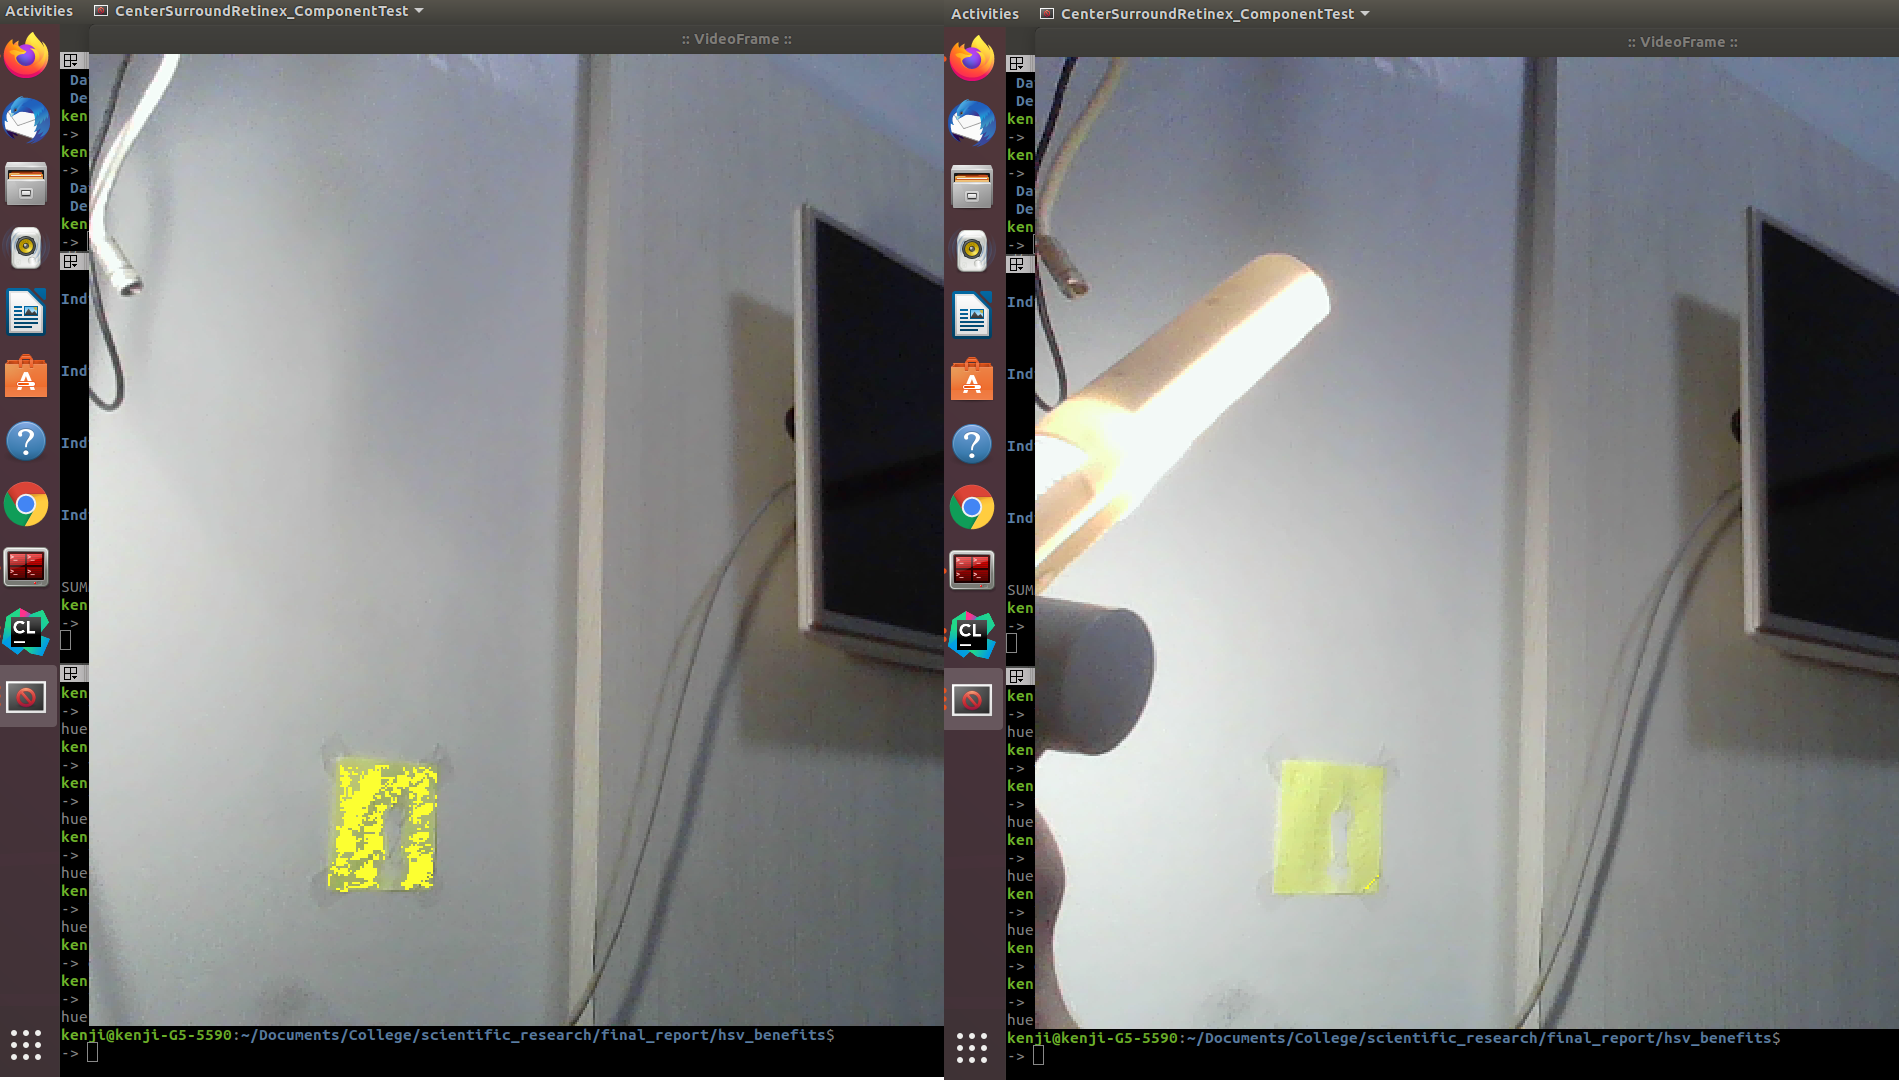 Activities CenterSurroundRetinex_ComponentTest
:: VideoFrame ::
Da
De
ken
->
ken
->
Da
De
ken
->
Ind
Ind
Ind
Ind
SUM
ken
->
ken
->
hue
ken
->
ken
->
hue
ken
->
hue
ken
->
hue
ken
->
ken
->
hue
kenji@kenji-G5-5590:~/Documents/College/scientific_research/final_report/hsv_benefits$
->
CL
Activities CenterSurroundRetinex_ComponentTest
:: VideoFrame ::
Da
De
ken
->
ken
->
Da
De
ken
->
Ind
Ind
Ind
Ind
SUM
ken
->
ken
->
hue
ken
->
ken
->
hue
ken
->
hue
ken
->
hue
ken
->
ken
->
hue
kenji@kenji-G5-5590:~/Documents/College/scientific_research/final_report/hsv_benefits$
->
CL